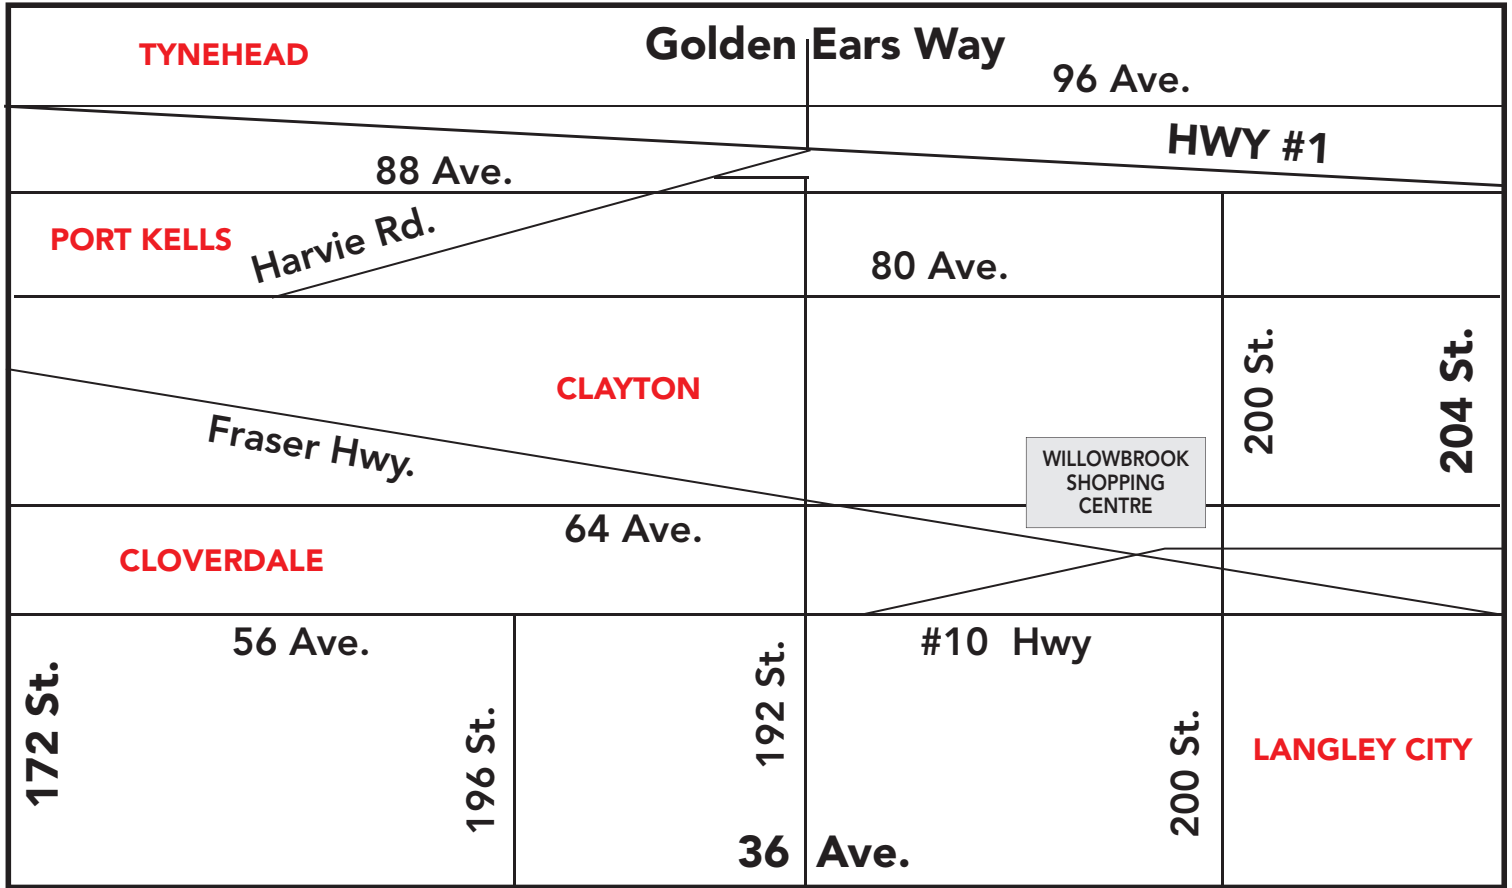 TYNEHEAD
Golden Ears Way
96 Ave.
HWY #1
88 Ave.
PORT KELLS
Harvie Rd.
80 Ave.
200 St.
204 St.
CLAYTON
Fraser Hwy.
WILLOWBROOK
SHOPPING
CENTRE
64 Ave.
CLOVERDALE
56 Ave.
#10 Hwy
172 St.
196 St.
192 St.
200 St.
LANGLEY CITY
36 Ave.